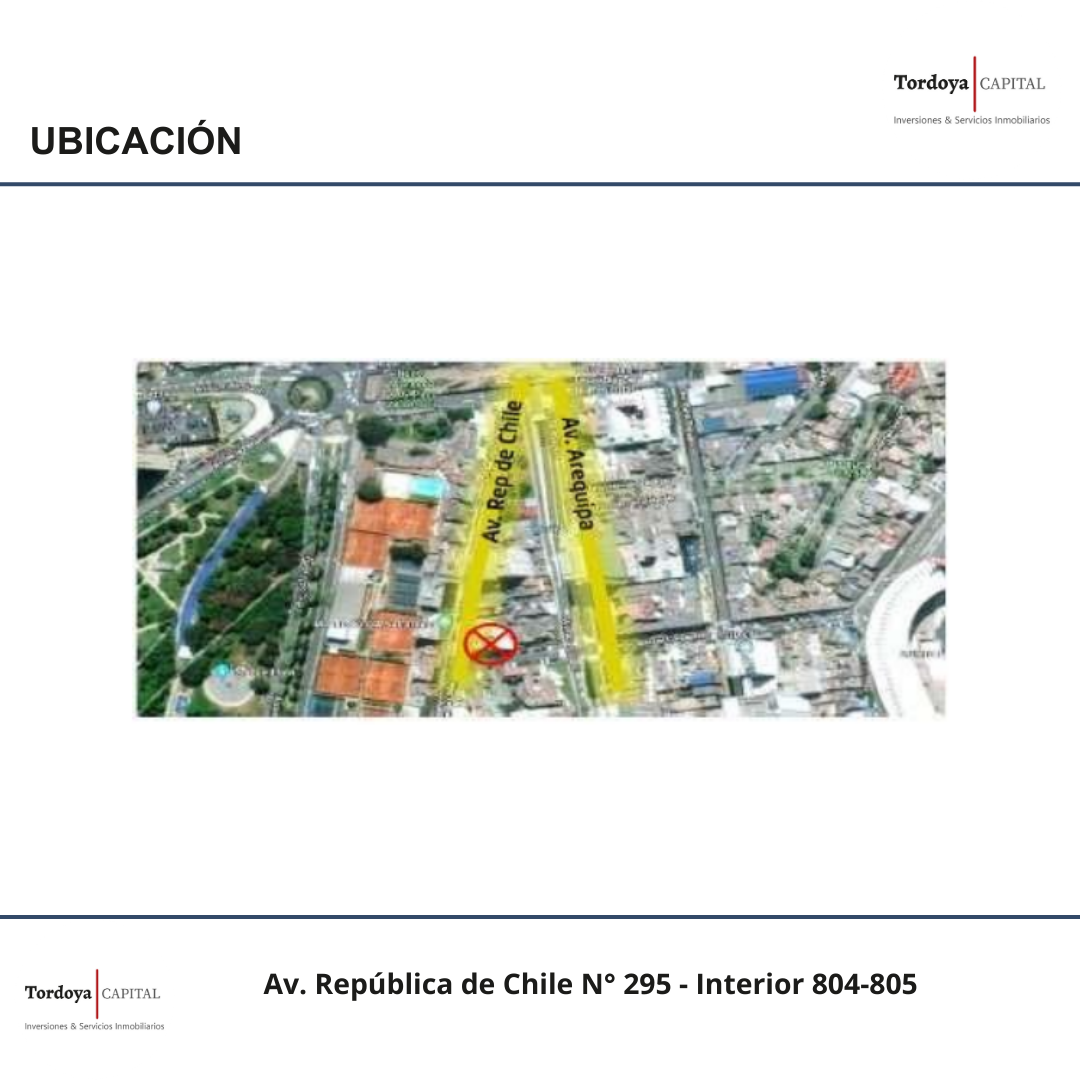 Tordoya CAPITAL
Inversiones & Servicios Inmobiliarios
UBICACIÓN
Av. Rep de Chile
Av. Arequipa
Av. República de Chile N° 295 - Interior 804-805
Tordoya CAPITAL
Inversiones & Servicios Inmobiliarios